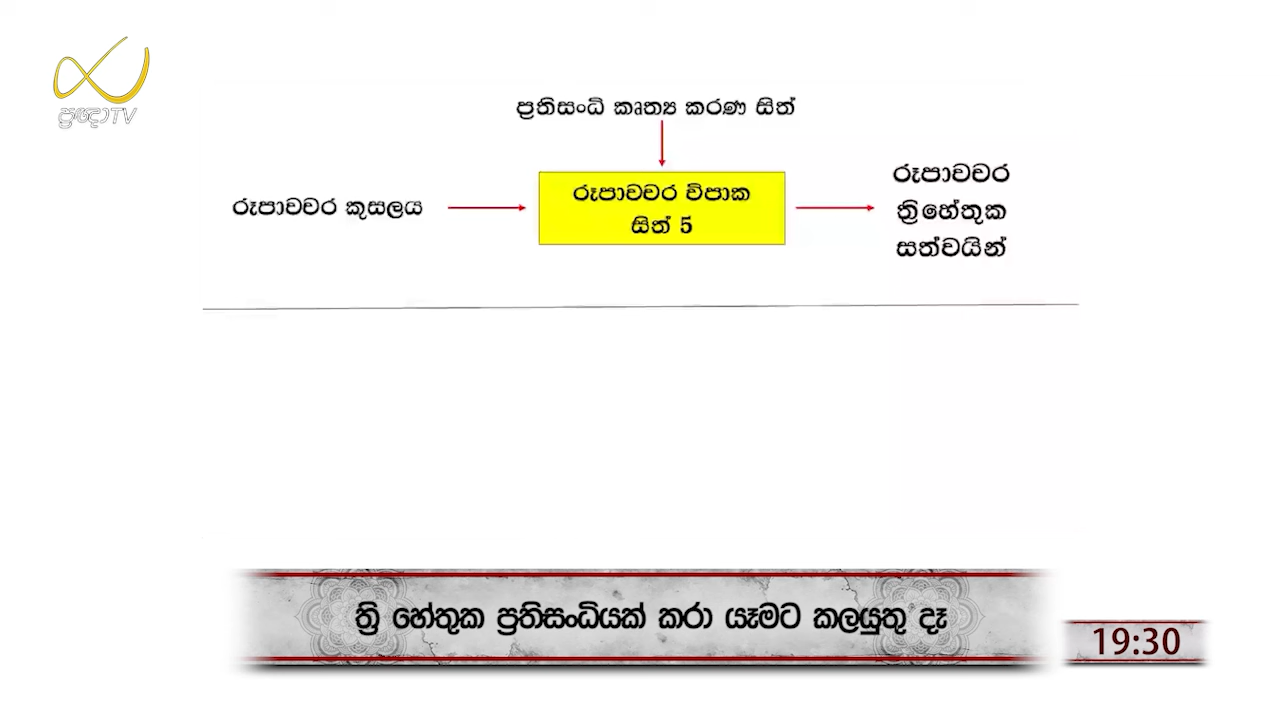 ප්‍රඥාTV
ප්‍රතිසංධි කෘත්‍ය කරණ සිත්
රූපාවචර කුසලය
රූපාවචර විපාක
සිත් 5
රූපාවචර
ත්‍රිහේතුක
සත්වයින්
ත්‍රි හේතුක ප්‍රතිසංධියක් කරා යෑමට කලයුතු දෑ
19:30